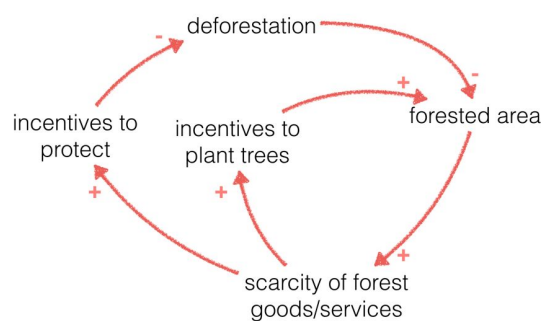 deforestation
-
-
+
forested area
incentives to
protect
incentives to
plant trees
+
+
+
scarcity of forest
goods/services